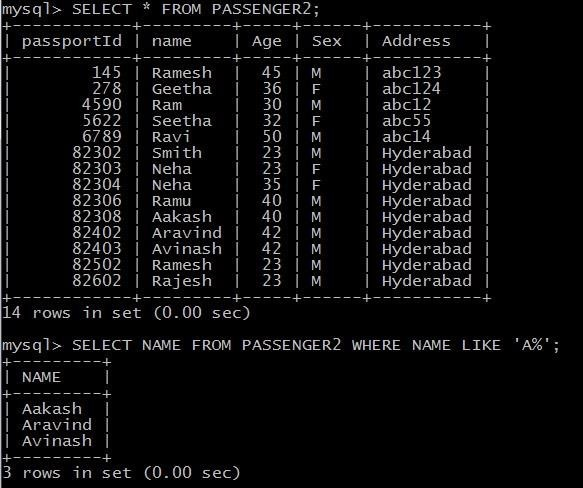 mysql> SELECT * FROM PASSENGER2;
+------------+---------+-----+------+-----------+
| passportId | name    | Age | Sex  | Address   |
+------------+---------+-----+------+-----------+
|        145 | Ramesh  |  45 | M    | abc123    |
|        278 | Geetha  |  36 | F    | abc124    |
|       4590 | Ram     |  30 | M    | abc12     |
|       5622 | Seetha  |  32 | F    | abc55     |
|       6789 | Ravi    |  50 | M    | abc14     |
|      82302 | Smith   |  23 | M    | Hyderabad |
|      82303 | Neha    |  23 | F    | Hyderabad |
|      82304 | Neha    |  35 | F    | Hyderabad |
|      82306 | Ramu    |  40 | M    | Hyderabad |
|      82308 | Aakash  |  40 | M    | Hyderabad |
|      82402 | Aravind |  42 | M    | Hyderabad |
|      82403 | Avinash |  42 | M    | Hyderabad |
|      82502 | Ramesh  |  23 | M    | Hyderabad |
|      82602 | Rajesh  |  23 | M    | Hyderabad |
+------------+---------+-----+------+-----------+
14 rows in set (0.00 sec)
mysql> SELECT NAME FROM PASSENGER2 WHERE NAME LIKE 'A%';
+---------+
| NAME    |
+---------+
| Aakash  |
| Aravind |
| Avinash |
+---------+
3 rows in set (0.00 sec)